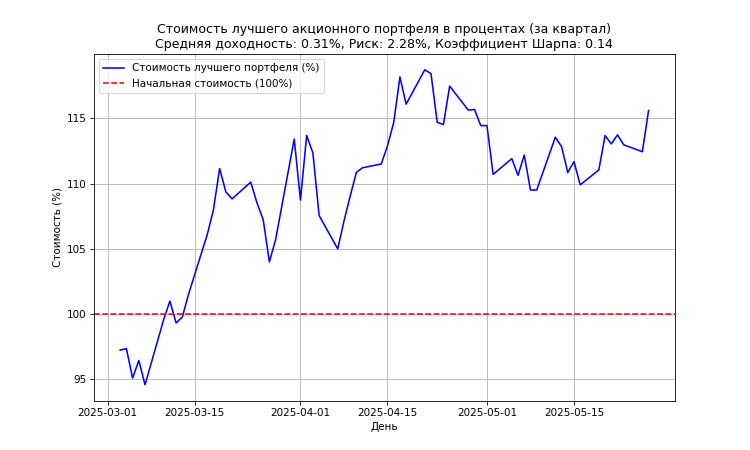 Стоимость лучшего акционного портфеля в процентах (за квартал)
Средняя доходность: 0.31%, Риск: 2.28%, Коэффициент Шарпа: 0.14
Стоимость лучшего портфеля (%)
Начальная стоимость (100%)
Стоимость (%)
115
110
105
100
95
2025-03-01
2025-03-15
2025-04-01
2025-04-15
2025-05-01
2025-05-15
День